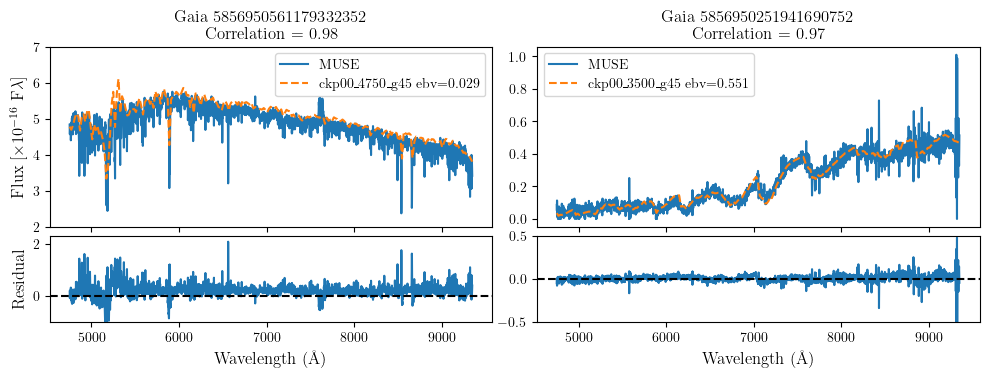 Gaia 5856950561179332352
Correlation = 0.98
Gaia 5856950251941690752
Correlation = 0.97
MUSE
ckp00_4750_g45 ebv=0.029
MUSE
ckp00_3500_g45 ebv=0.551
Flux [×10⁻¹⁶ Fλ]
7
6
5
4
3
2
1.0
0.8
0.6
0.4
0.2
0.0
Residual
2
0
0.5
0.0
−0.5
5000 6000 7000 8000 9000
5000 6000 7000 8000 9000
Wavelength (Å)
Wavelength (Å)